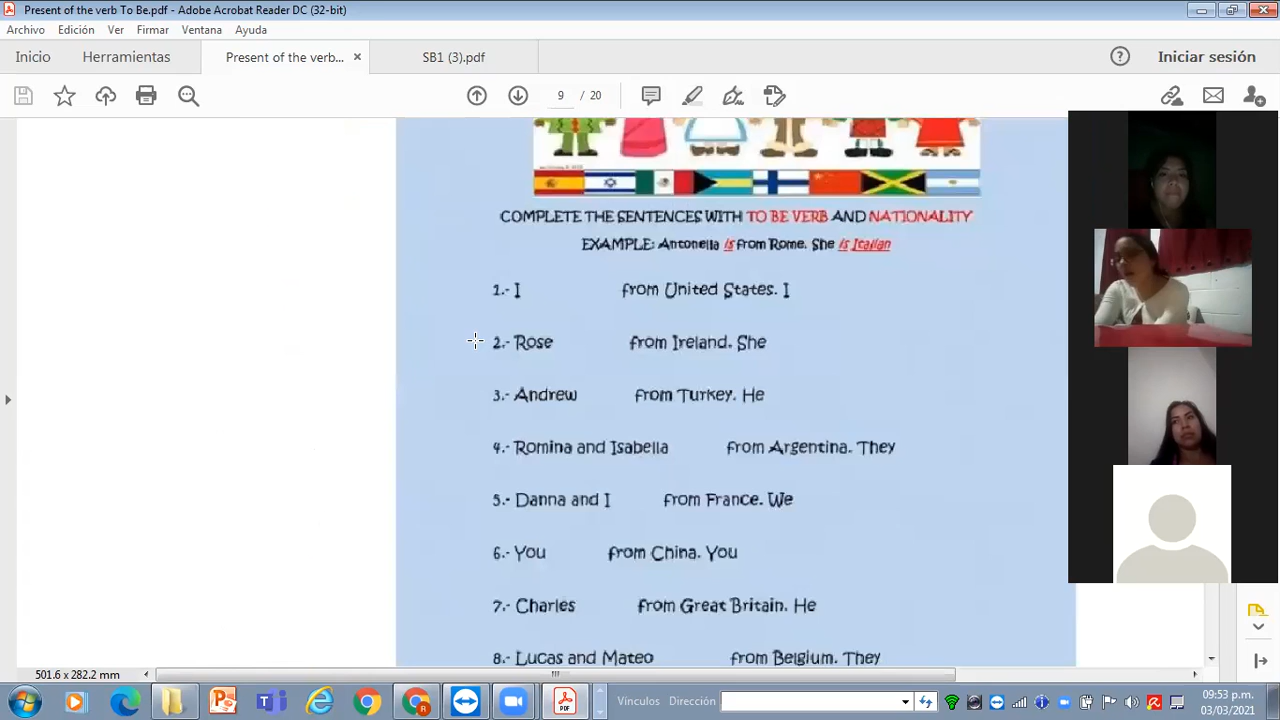 Present of the verb To Be.pdf - Adobe Acrobat Reader DC (32-bit)
Archivo Edición Ver Firmar Ventana Ayuda
Inicio Herramientas Present of the verb... SB1 (3).pdf Iniciar sesión
9 / 20
COMPLETE THE SENTENCES WITH TO BE VERB AND NATIONALITY
EXAMPLE: Antonella is from Rome. She is Italian
1.- I from United States. I
2.- Rose from Ireland. She
3.- Andrew from Turkey. He
4.- Romina and Isabella from Argentina. They
5.- Danna and I from France. We
6.- You from China. You
7.- Charles from Great Britain. He
8.- Lucas and Mateo from Belgium. They
501.6 x 282.2 mm
Vínculos Dirección 09:53 p.m.
03/03/2021